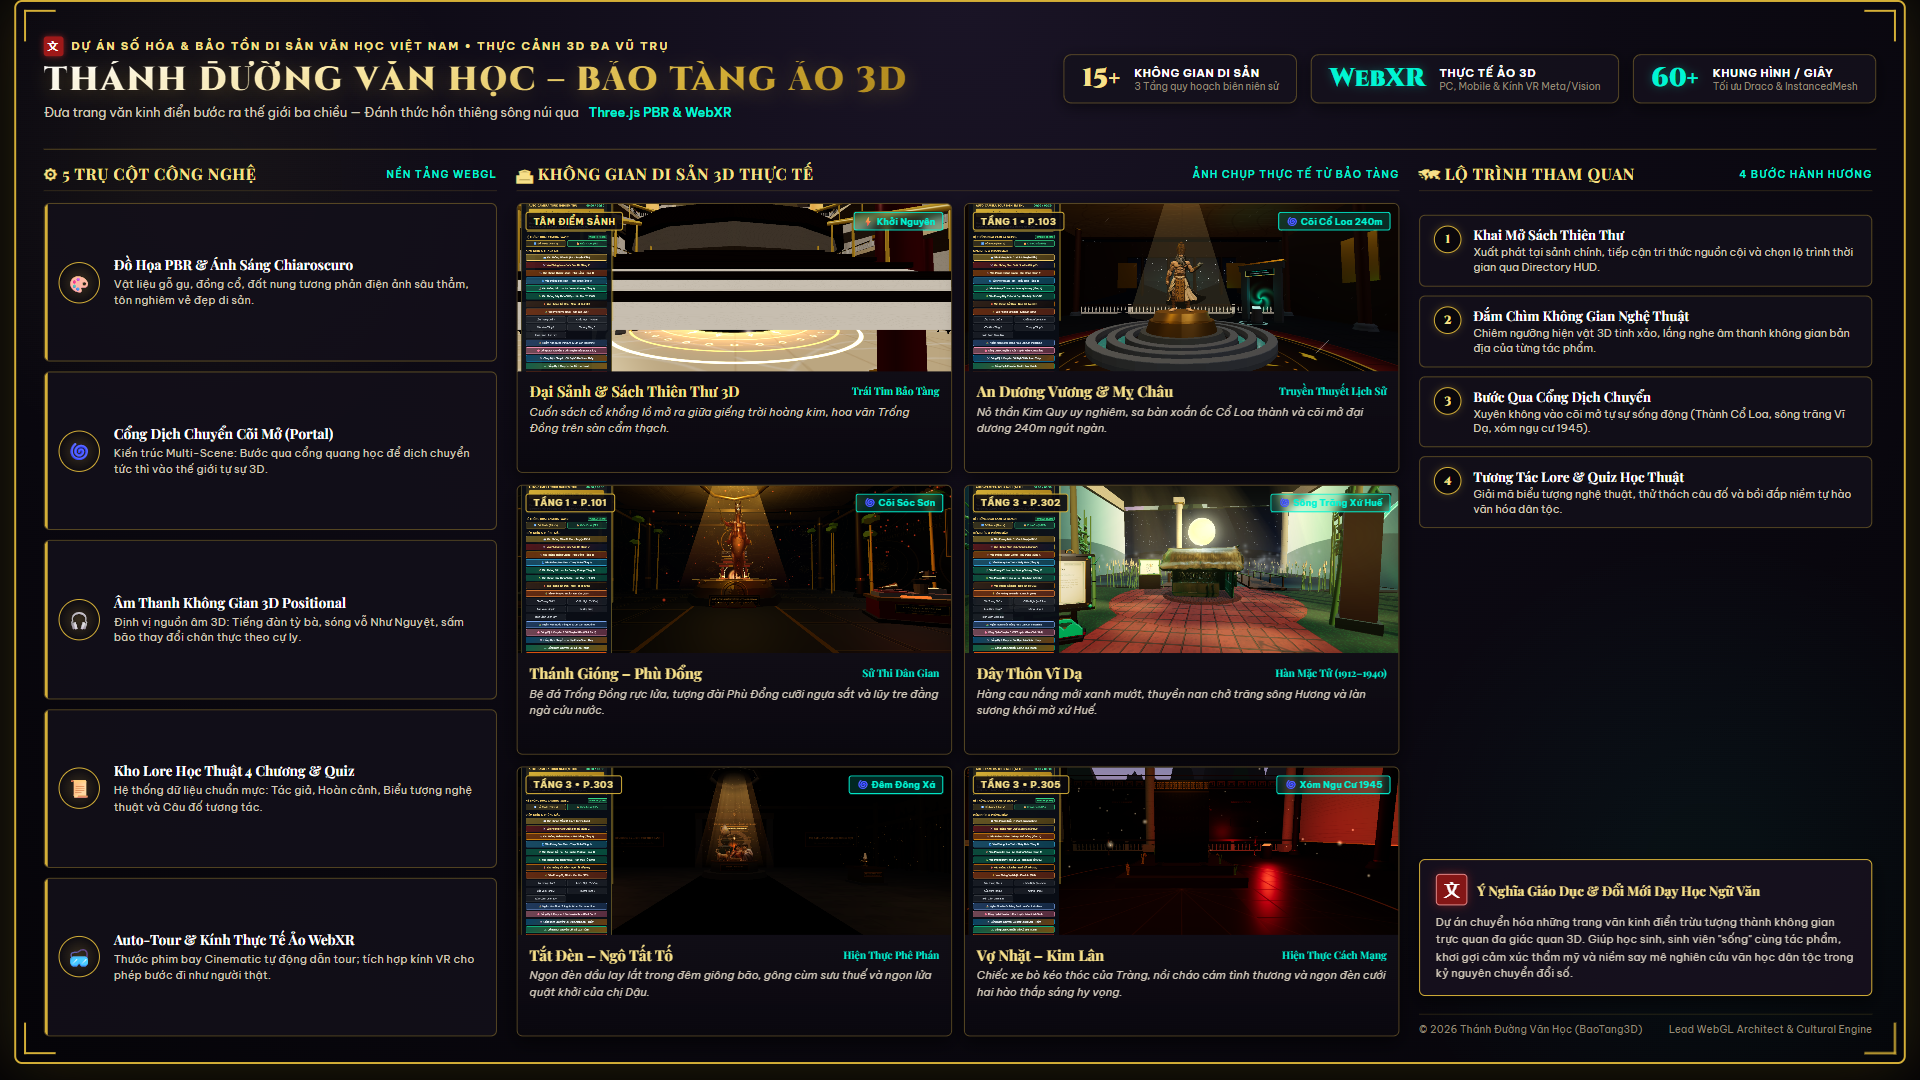 文 DỰ ÁN SỐ HÓA & BẢO TỒN DI SẢN VĂN HỌC VIỆT NAM • THỰC CẢNH 3D ĐA VŨ TRỤ
THÁNH ĐƯỜNG VĂN HỌC – BẢO TÀNG ẢO 3D
Đưa trang văn kinh điển bước ra thế giới ba chiều — Đánh thức hồn thiêng sông núi qua Three.js PBR & WebXR
15+ KHÔNG GIAN DI SẢN
3 Tầng quy hoạch biên niên sử
WEBXR THỰC TẾ ẢO 3D
PC, Mobile & Kính VR Meta/Vision
60+ KHUNG HÌNH / GIÂY
Tối ưu Draco & InstancedMesh
5 TRỤ CỘT CÔNG NGHỆ
NỀN TẢNG WEBGL
Đồ Họa PBR & Ánh Sáng Chiaroscuro
Vật liệu gỗ gụ, đồng cổ, đất nung tương phản điện ảnh sâu thẳm,
tôn nghiêm vẻ đẹp di sản.
Cổng Dịch Chuyển Cõi Mở (Portal)
Kiến trúc Multi-Scene: Bước qua cổng quang học để dịch chuyển
tức thì vào thế giới tự sự 3D.
Âm Thanh Không Gian 3D Positional
Định vị nguồn âm 3D: Tiếng đàn tỳ bà, sóng vỗ Như Nguyệt, sấm
bão thay đổi chân thực theo cự ly.
Kho Lore Học Thuật 4 Chương & Quiz
Hệ thống dữ liệu chuẩn mực: Tác giả, Hoàn cảnh, Biểu tượng nghệ
thuật và Câu đố tương tác.
Auto-Tour & Kính Thực Tế Ảo WebXR
Thước phim bay Cinematic tự động dẫn tour; tích hợp kính VR cho
phép bước đi như người thật.
KHÔNG GIAN DI SẢN 3D THỰC TẾ
ẢNH CHỤP THỰC TẾ TỪ BẢO TÀNG
TÂM ĐIỂM SẢNH
Khởi Nguyên
Đại Sảnh & Sách Thiên Thư 3D
Trái Tim Bảo Tàng
Cuốn sách cổ khổng lồ mở ra giữa giếng trời hoàng kim, hoa văn Trống
Đồng trên sàn cẩm thạch.
TẦNG 1 • P.103
Cõi Cổ Loa 240m
An Dương Vương & Mỵ Châu
Truyền Thuyết Lịch Sử
Nỏ thần Kim Quy uy nghiêm, sa bàn xoắn ốc Cổ Loa thành và cõi mở đại
dương 240m ngút ngàn.
TẦNG 1 • P.101
Cõi Sóc Sơn
Thánh Gióng – Phù Đổng
Sử Thi Dân Gian
Bệ đá Trống Đồng rực lửa, tượng đài Phù Đổng cưỡi ngựa sắt và lũy tre đằng
ngà cứu nước.
TẦNG 3 • P.302
Sông Trăng Xứ Huế
Đây Thôn Vĩ Dạ
Hàn Mặc Tử (1912–1940)
Hàng cau nắng mới xanh mướt, thuyền nan chở trăng sông Hương và làn
sương khói mờ xứ Huế.
TẦNG 3 • P.303
Đêm Đông Xá
Tắt Đèn – Ngô Tất Tố
Hiện Thực Phê Phán
Ngọn đèn dầu lay lắt trong đêm giông bão, gông cùm sưu thuế và ngọn lửa
quật khởi của chị Dậu.
TẦNG 3 • P.305
Xóm Ngụ Cư 1945
Vợ Nhặt – Kim Lân
Hiện Thực Cách Mạng
Chiếc xe bò kéo thóc của Tràng, nồi cháo cám tình thương và ngọn đèn cưới
hai hào thắp sáng hy vọng.
LỘ TRÌNH THAM QUAN
4 BƯỚC HÀNH HƯƠNG
1 Khai Mở Sách Thiên Thư
Xuất phát tại sảnh chính, tiếp cận tri thức nguồn cội và chọn lộ trình thời
gian qua Directory HUD.
2 Đắm Chìm Không Gian Nghệ Thuật
Chiêm ngưỡng hiện vật 3D tinh xảo, lắng nghe âm thanh không gian bản
địa của từng tác phẩm.
3 Bước Qua Cổng Dịch Chuyển
Xuyên không vào cõi mở tự sự sống động (Thành Cổ Loa, sông trăng Vĩ
Dạ, xóm ngụ cư 1945).
4 Tương Tác Lore & Quiz Học Thuật
Giải mã biểu tượng nghệ thuật, thử thách câu đố và bồi đắp niềm tự hào
văn hóa dân tộc.
文 Ý Nghĩa Giáo Dục & Đổi Mới Dạy Học Ngữ Văn
Dự án chuyển hóa những trang văn kinh điển trừu tượng thành không gian
trực quan đa giác quan 3D. Giúp học sinh, sinh viên "sống" cùng tác phẩm,
khơi gợi cảm xúc thẩm mỹ và niềm say mê nghiên cứu văn học dân tộc trong
kỷ nguyên chuyển đổi số.
© 2026 Thánh Đường Văn Học (BaoTang3D)
Lead WebGL Architect & Cultural Engine